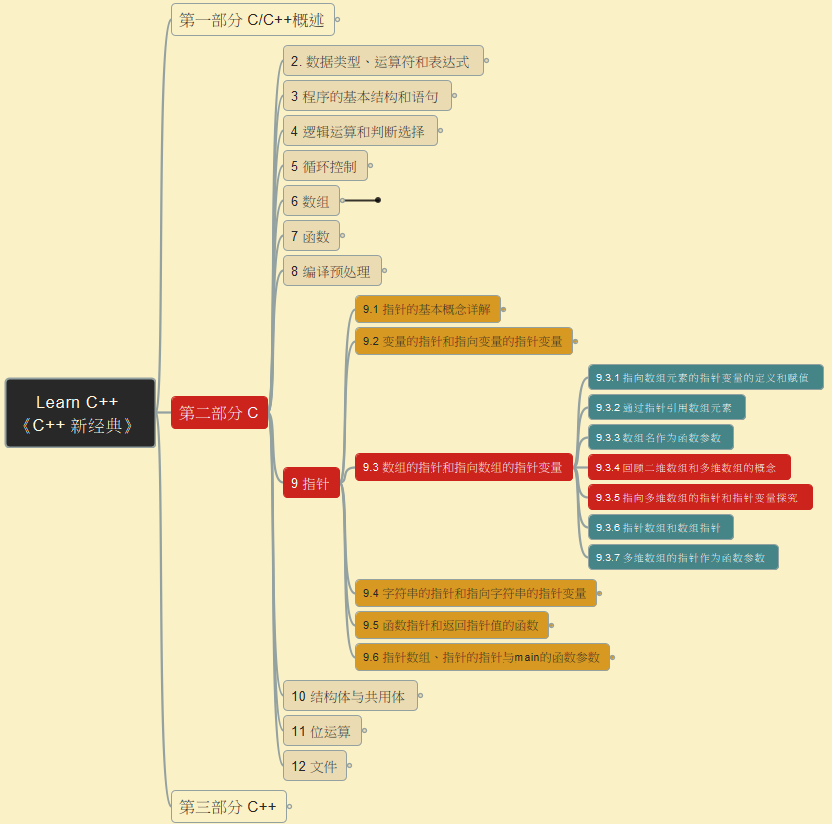 Learn C++
《C++ 新经典》
第一部分 C/C++概述
第二部分 C
2. 数据类型、运算符和表达式
3 程序的基本结构和语句
4 逻辑运算和判断选择
5 循环控制
6 数组
7 函数
8 编译预处理
9 指针
9.1 指针的基本概念详解
9.2 变量的指针和指向变量的指针变量
9.3 数组的指针和指向数组的指针变量
9.3.1 指向数组元素的指针变量的定义和赋值
9.3.2 通过指针引用数组元素
9.3.3 数组名作为函数参数
9.3.4 回顾二维数组和多维数组的概念
9.3.5 指向多维数组的指针和指针变量探究
9.3.6 指针数组和数组指针
9.3.7 多维数组的指针作为函数参数
9.4 字符串的指针和指向字符串的指针变量
9.5 函数指针和返回指针值的函数
9.6 指针数组、指针的指针与main的函数参数
10 结构体与共用体
11 位运算
12 文件
第三部分 C++